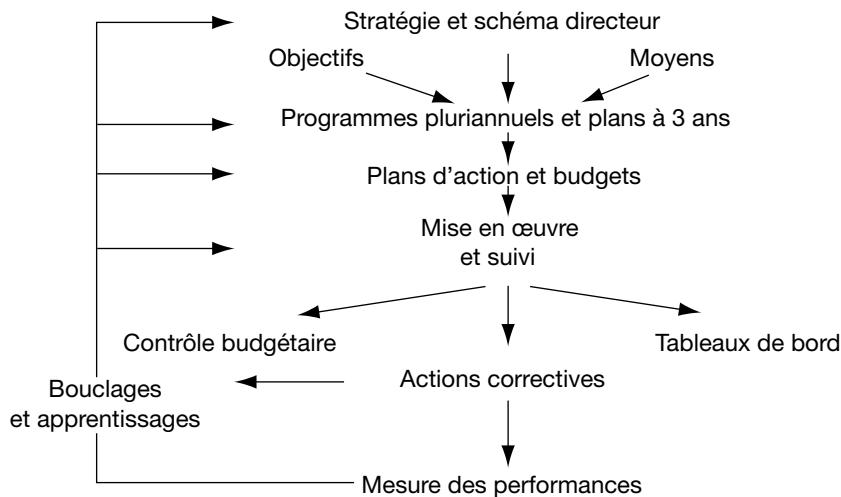 Stratégie et schéma directeur
Objectifs
Moyens
Programmes pluriannuels et plans à 3 ans
Plans d'action et budgets
Mise en œuvre
et suivi
Contrôle budgétaire
Tableaux de bord
Actions correctives
Bouclages
et apprentissages
Mesure des performances